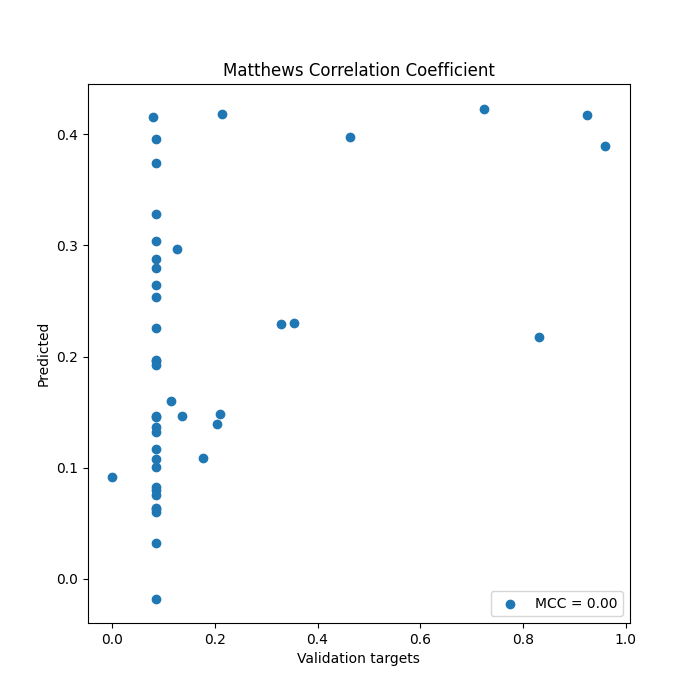 Matthews Correlation Coefficient
Predicted
0.4
0.3
0.2
0.1
0.0
MCC = 0.00
0.0 0.2 0.4 0.6 0.8 1.0
Validation targets